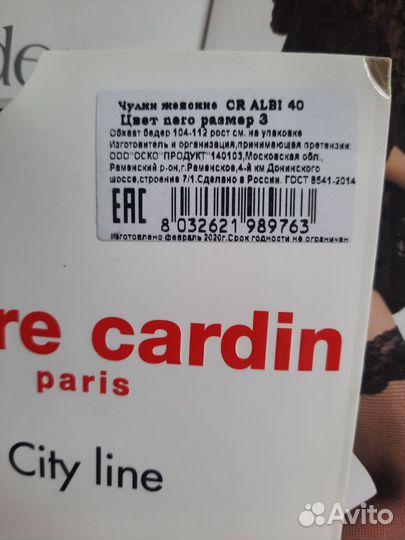 de
Чулки женские CR ALBI 40
Цвет nero размер 3
Обхват бедер 104-112 рост см. на упаковке
Изготовитель и организация,принимающая претензии:
ООО "ОСКО ПРОДУКТ" 140103,Московская обл.,
Раменский р-он,г.Раменское,4-й км Донинского
шоссе,строение 7/1.Сделано в России. ГОСТ 8541-2014
EAC
8 032621 989763
Изготовлено февраль 2020г.Срок годности не ограничен
re cardin
paris
City line
Avito